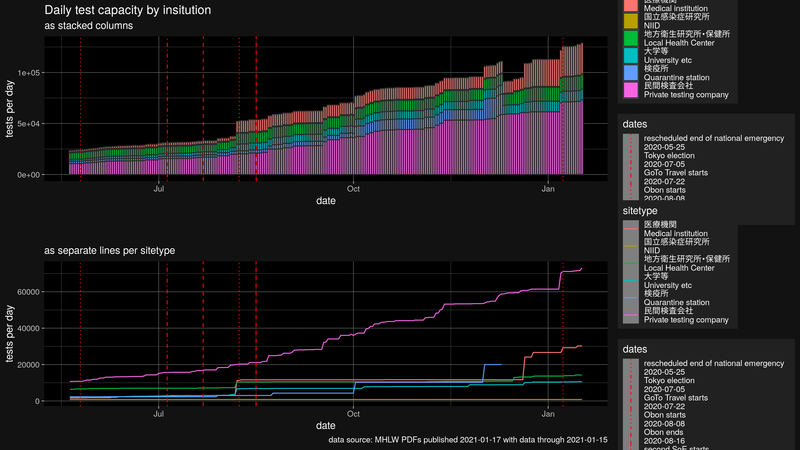 Daily test capacity by insitution
as stacked columns
tests per day
1e+05
5e+04
0e+00
Jul
Oct
Jan
date
医療機関
Medical institution
国立感染症研究所
NIID
地方衛生研究所・保健所
Local Health Center
大学等
University etc
検疫所
Quarantine station
民間検査会社
Private testing company
dates
rescheduled end of national emergency
2020-05-25
Tokyo election
2020-07-05
GoTo Travel starts
2020-07-22
Obon starts
2020-08-08
as separate lines per sitetype
tests per day
60000
40000
20000
0
Jul
Oct
Jan
date
sitetype
医療機関
Medical institution
国立感染症研究所
NIID
地方衛生研究所・保健所
Local Health Center
大学等
University etc
検疫所
Quarantine station
民間検査会社
Private testing company
dates
rescheduled end of national emergency
2020-05-25
Tokyo election
2020-07-05
GoTo Travel starts
2020-07-22
Obon starts
2020-08-08
Obon ends
2020-08-16
second SoE starts
data source: MHLW PDFs published 2021-01-17 with data through 2021-01-15